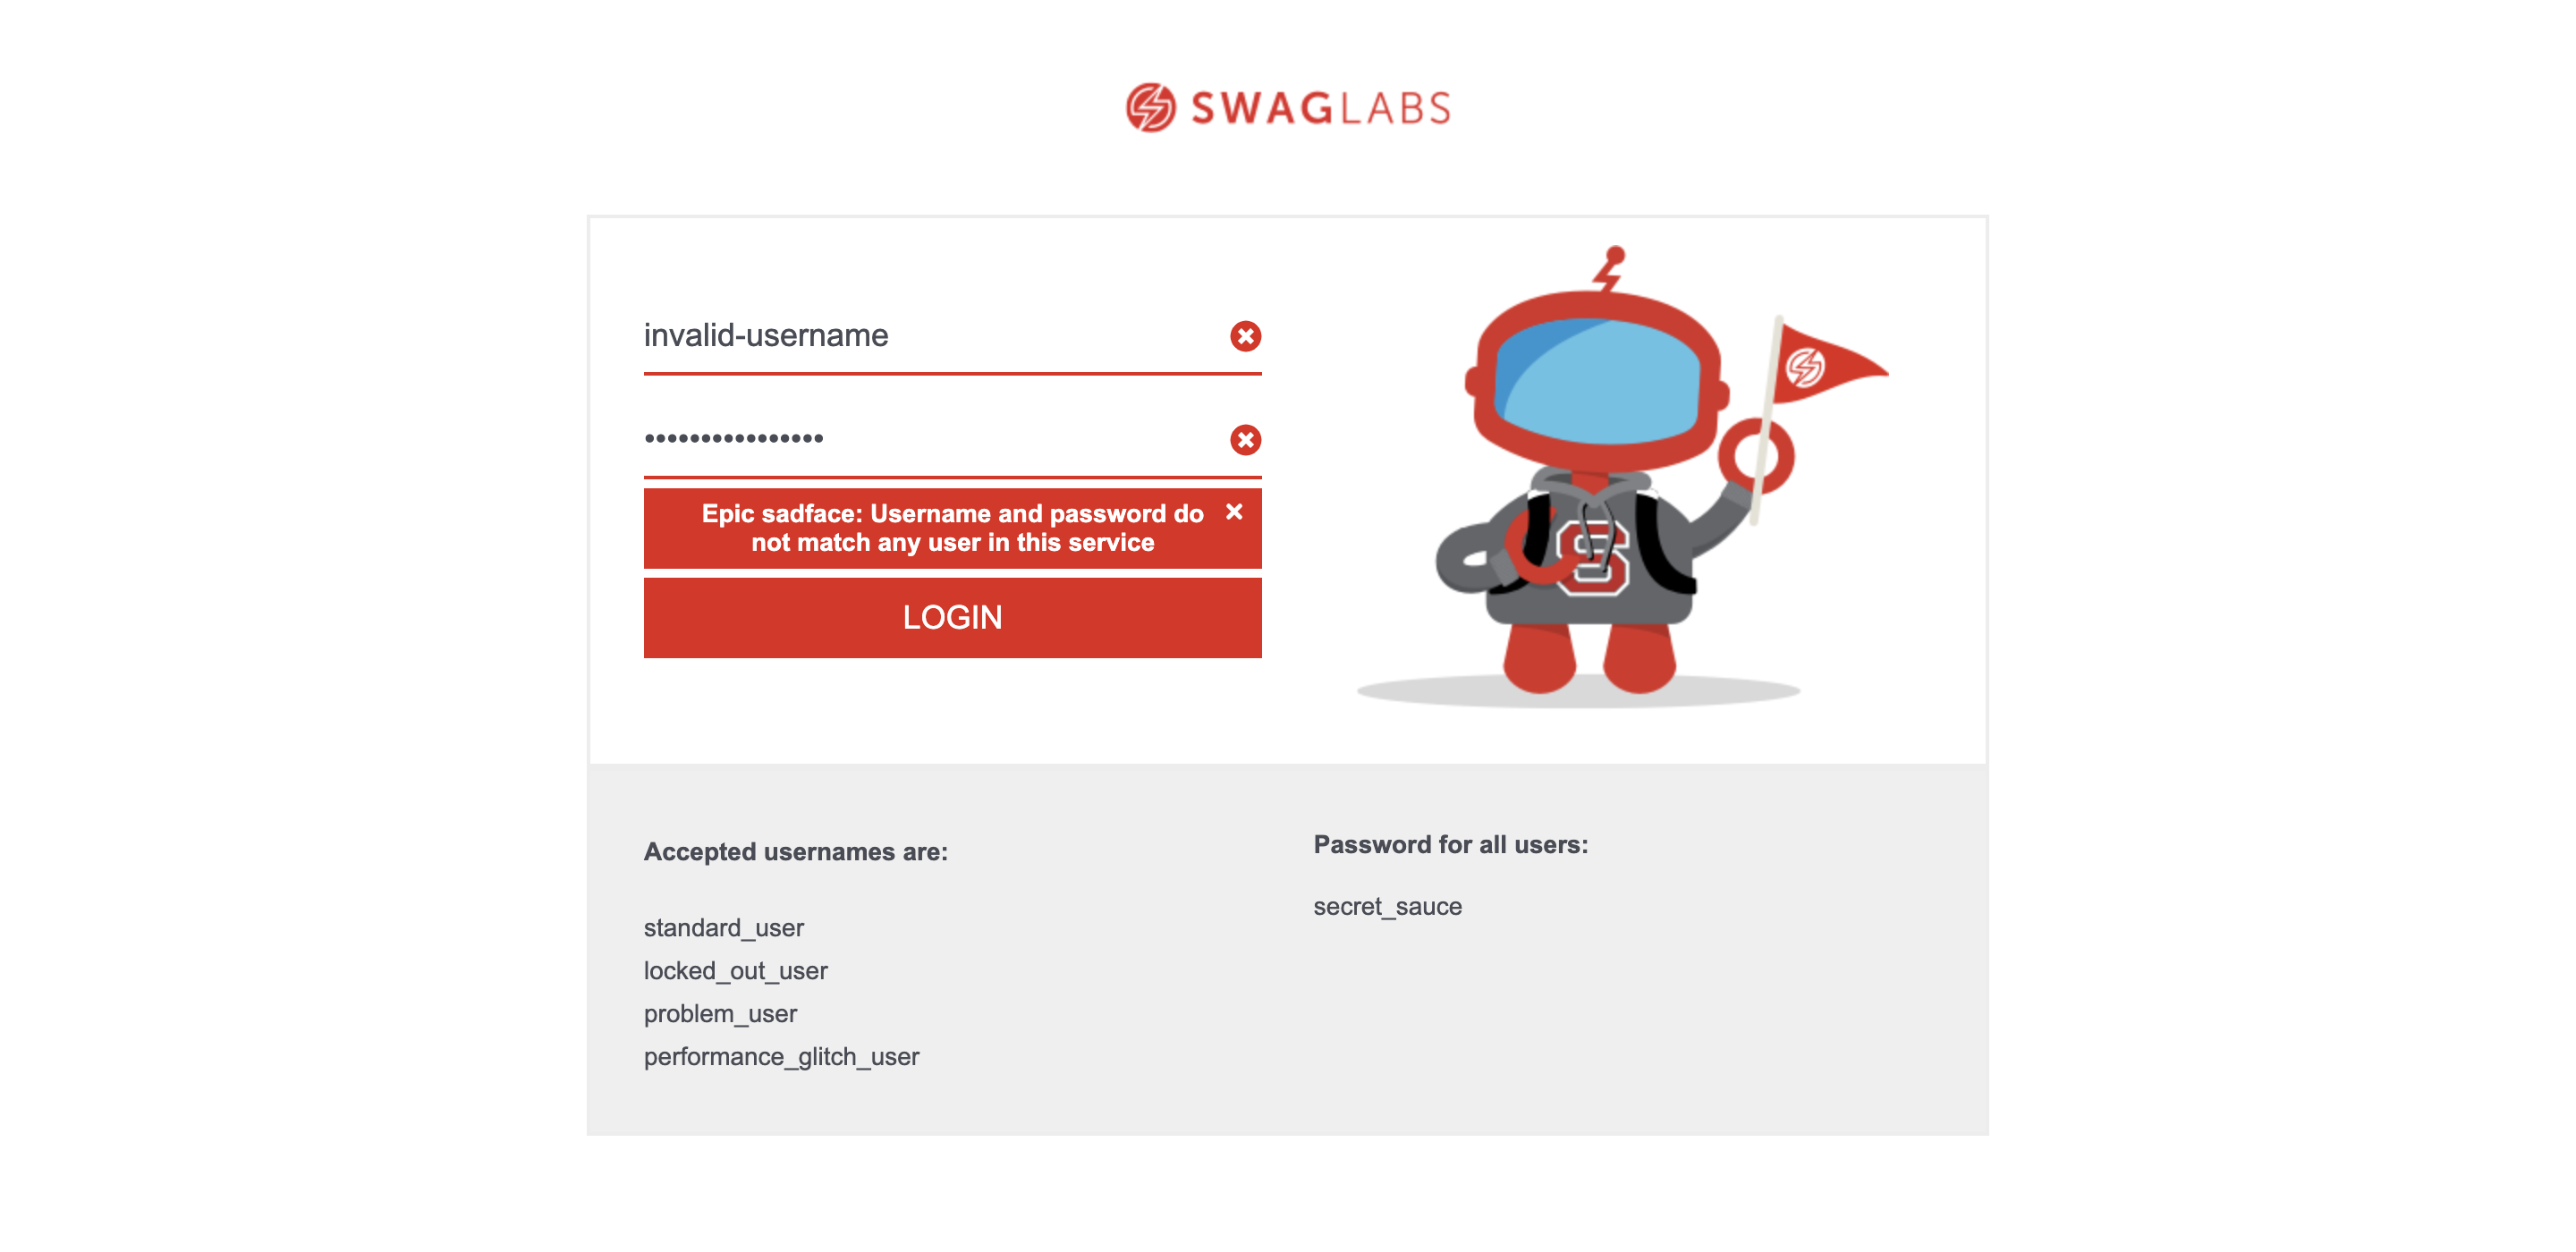 SWAGLABS
invalid-username
••••••••••••••••
Epic sadface: Username and password do
not match any user in this service
LOGIN
S
Accepted usernames are:
standard_user
locked_out_user
problem_user
performance_glitch_user
Password for all users:
secret_sauce